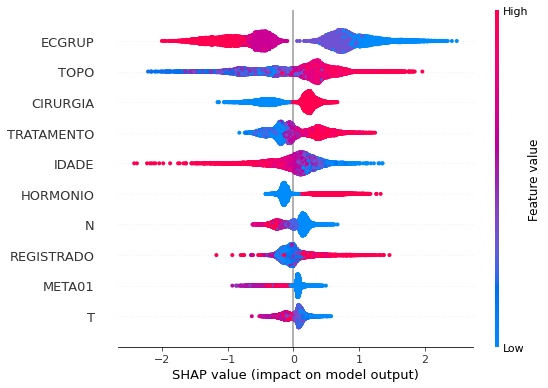 High
ECGRUP
TOPO
CIRURGIA
TRATAMENTO
IDADE
HORMONIO
N
REGISTRADO
META01
T
Feature value
Low
−2 −1 0 1 2
SHAP value (impact on model output)